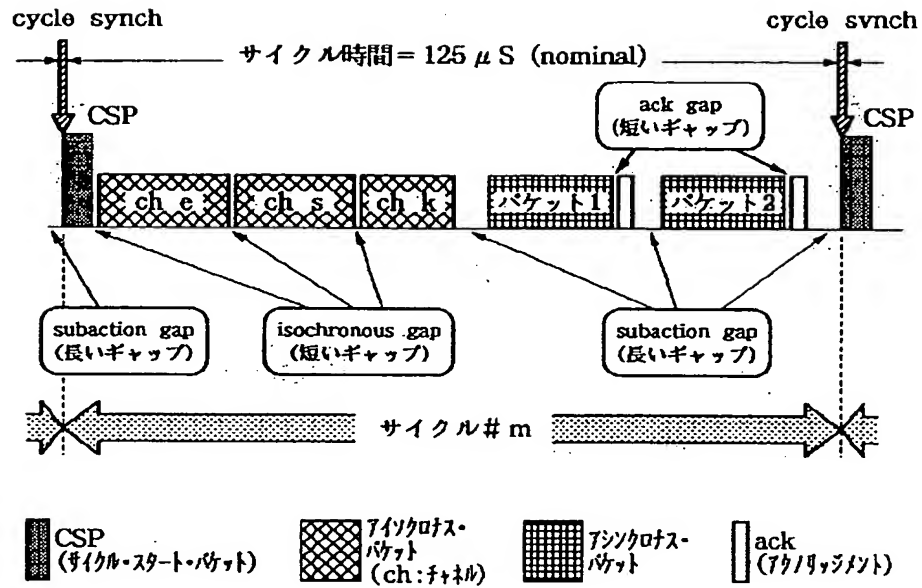 cycle synch
cycle synch
サイクル時間＝125 μS (nominal)
CSP
ack gap
(短いギャップ)
CSP
ch e
ch s
ch k
パケット1
パケット2
subaction gap
(長いギャップ)
isochronous gap
(短いギャップ)
subaction gap
(長いギャップ)
サイクル＃m
CSP
(サイクル・スタート・パケット)
アイソクロナス・
パケット
(ch:チャネル)
アシンクロナス・
パケット
ack
(アクノリッジメント)